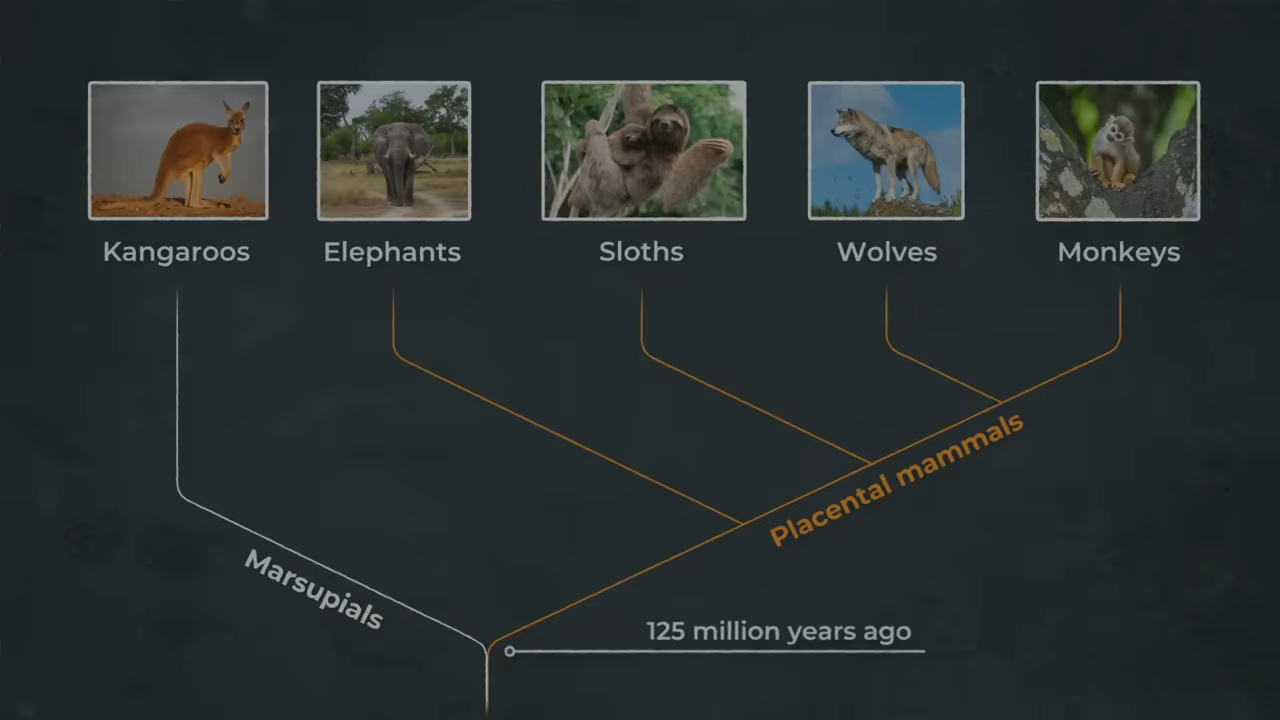 Kangaroos
Elephants
Sloths
Wolves
Monkeys
Placental mammals
Marsupials
125 million years ago